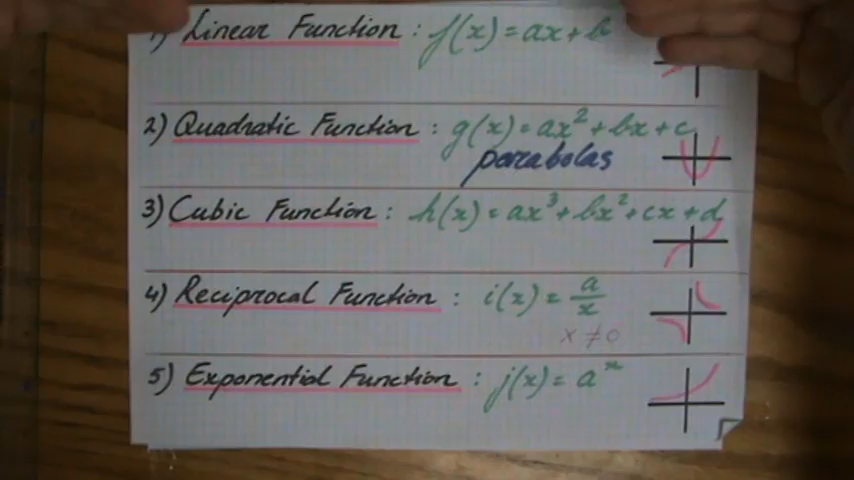 1) Linear Function : f(x) = ax + b
2) Quadratic Function : g(x) = ax² + bx + c
parabolas
3) Cubic Function : h(x) = ax³ + bx² + cx + d
4) Reciprocal Function : i(x) = a/x
x ≠ 0
5) Exponential Function : j(x) = aˣ